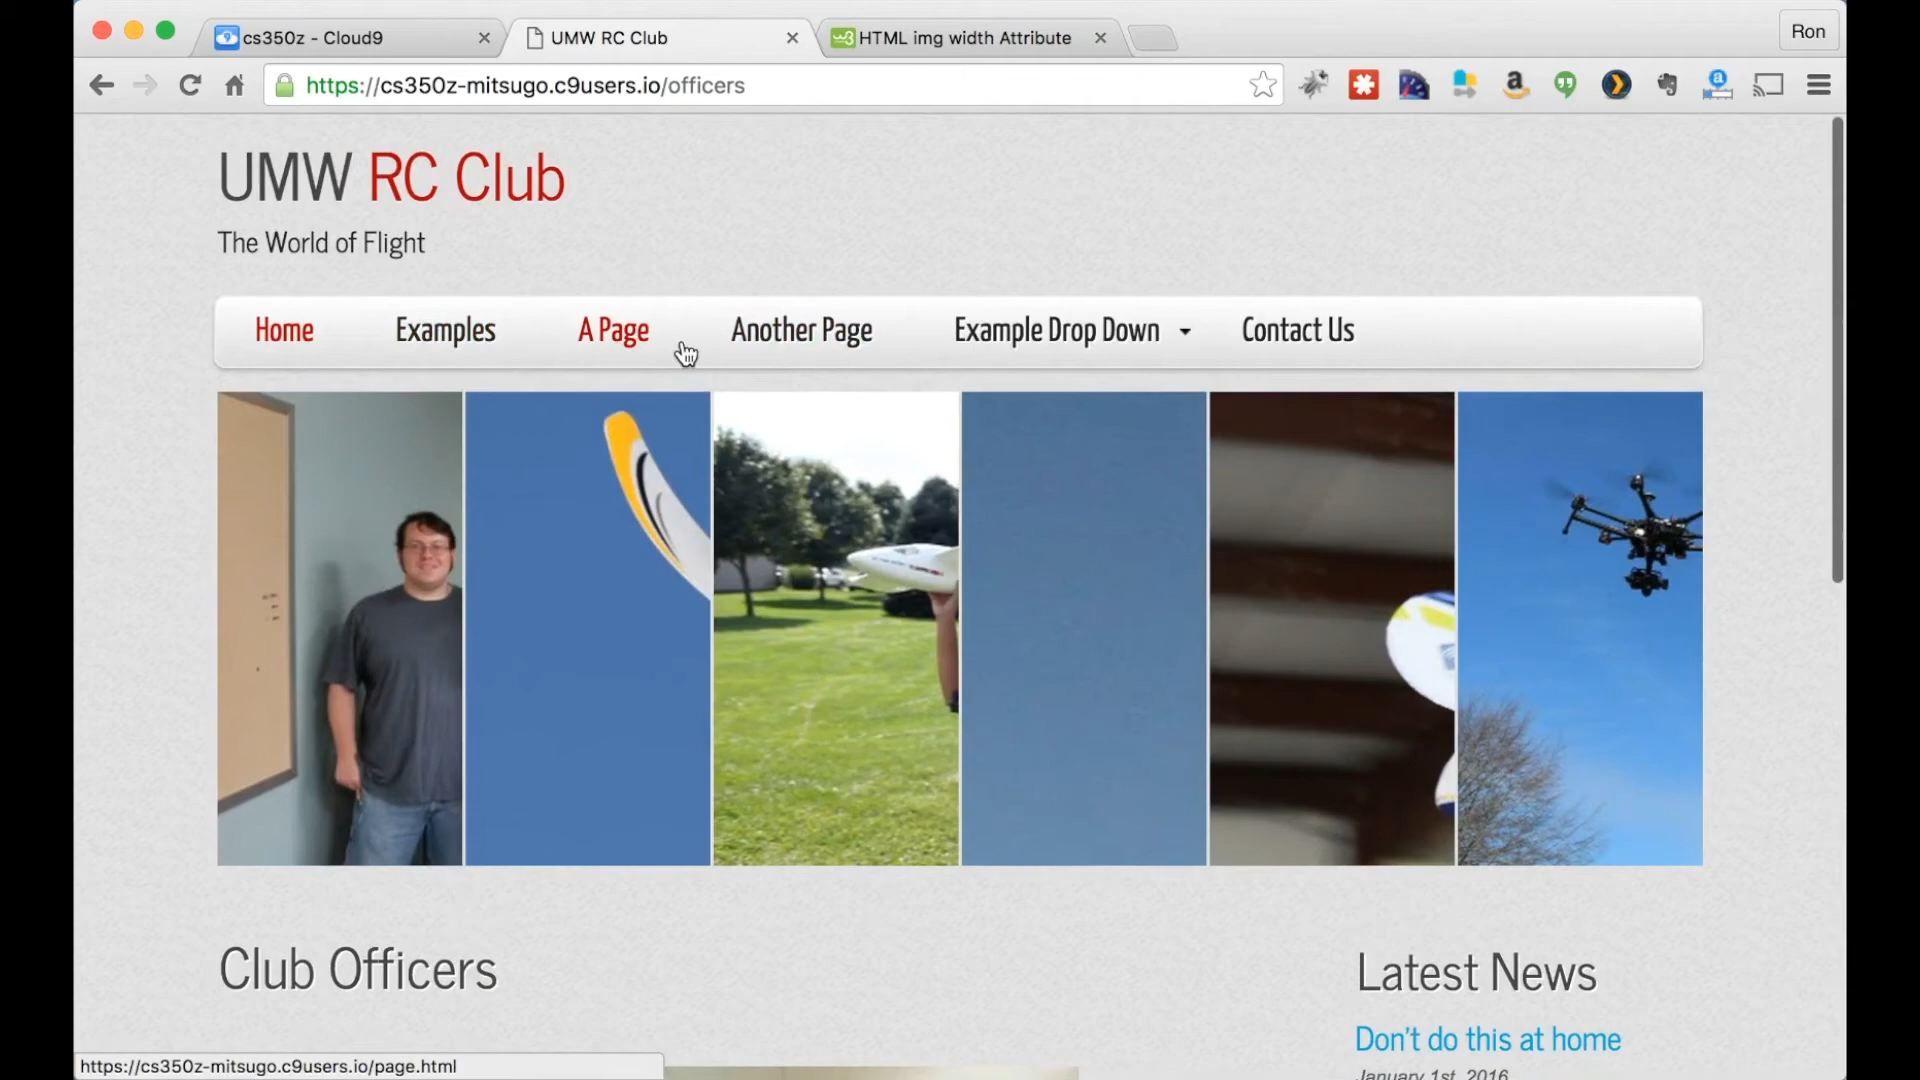 cs350z - Cloud9
UMW RC Club
HTML img width Attribute
Ron
https://cs350z-mitsugo.c9users.io/officers
UMW RC Club
The World of Flight
Home Examples A Page Another Page Example Drop Down Contact Us
Club Officers
Latest News
Don't do this at home
January 1st, 2016
https://cs350z-mitsugo.c9users.io/page.html